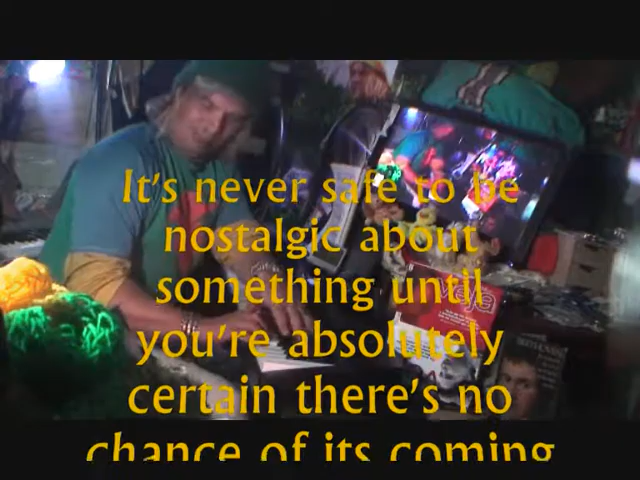 It's never safe to be
nostalgic about
something until
you're absolutely
certain there's no
chance of its coming